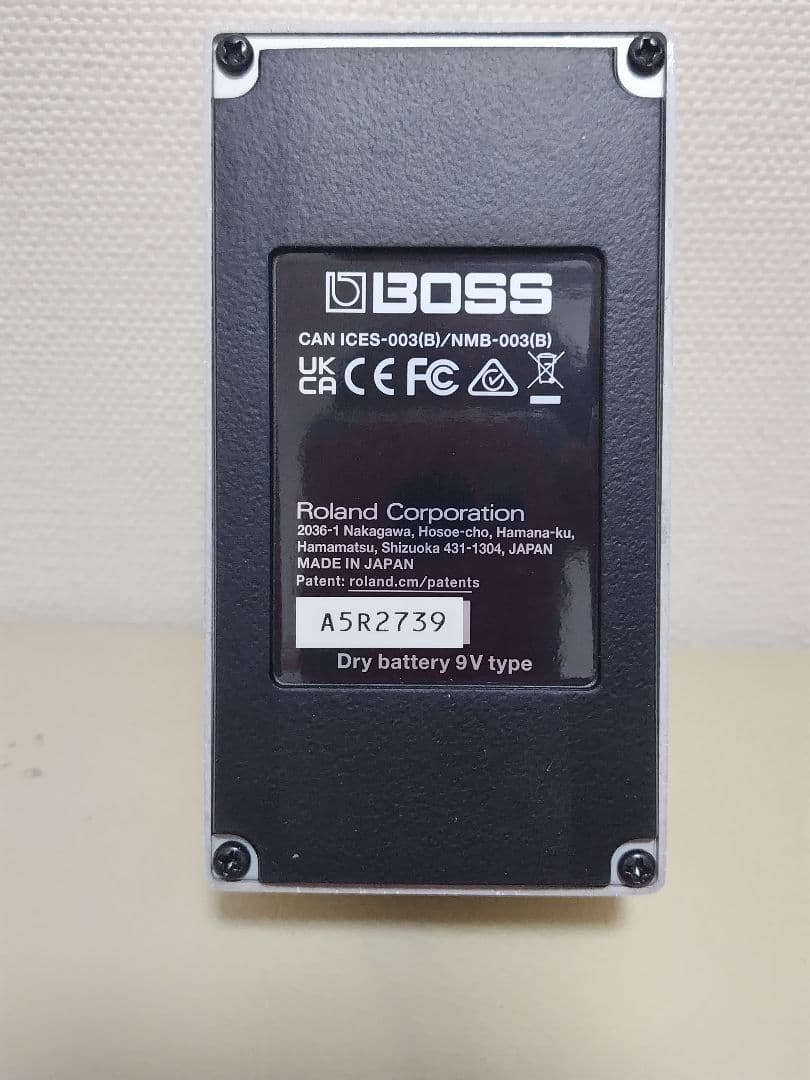 BOSS
CAN ICES-003(B)/NMB-003(B)
UK CA CE FC
Roland Corporation
2036-1 Nakagawa, Hosoe-cho, Hamana-ku,
Hamamatsu, Shizuoka 431-1304, JAPAN
MADE IN JAPAN
Patent: roland.cm/patents
A5R2739
Dry battery 9V type